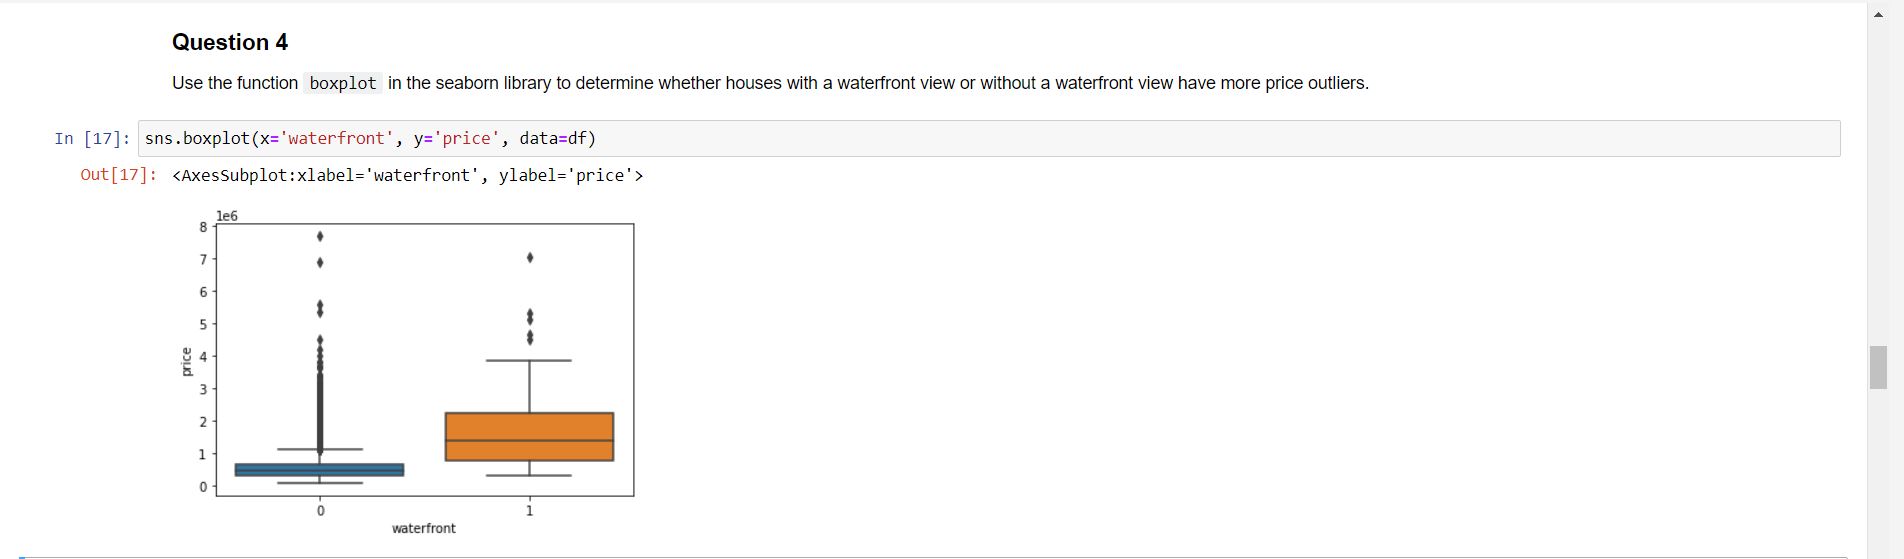 Question 4
Use the function boxplot in the seaborn library to determine whether houses with a waterfront view or without a waterfront view have more price outliers.
In [17]: sns.boxplot(x='waterfront', y='price', data=df)
Out[17]: <AxesSubplot:xlabel='waterfront', ylabel='price'>
1e6
8
7
6
5
4
3
2
1
0
price
0 1
waterfront